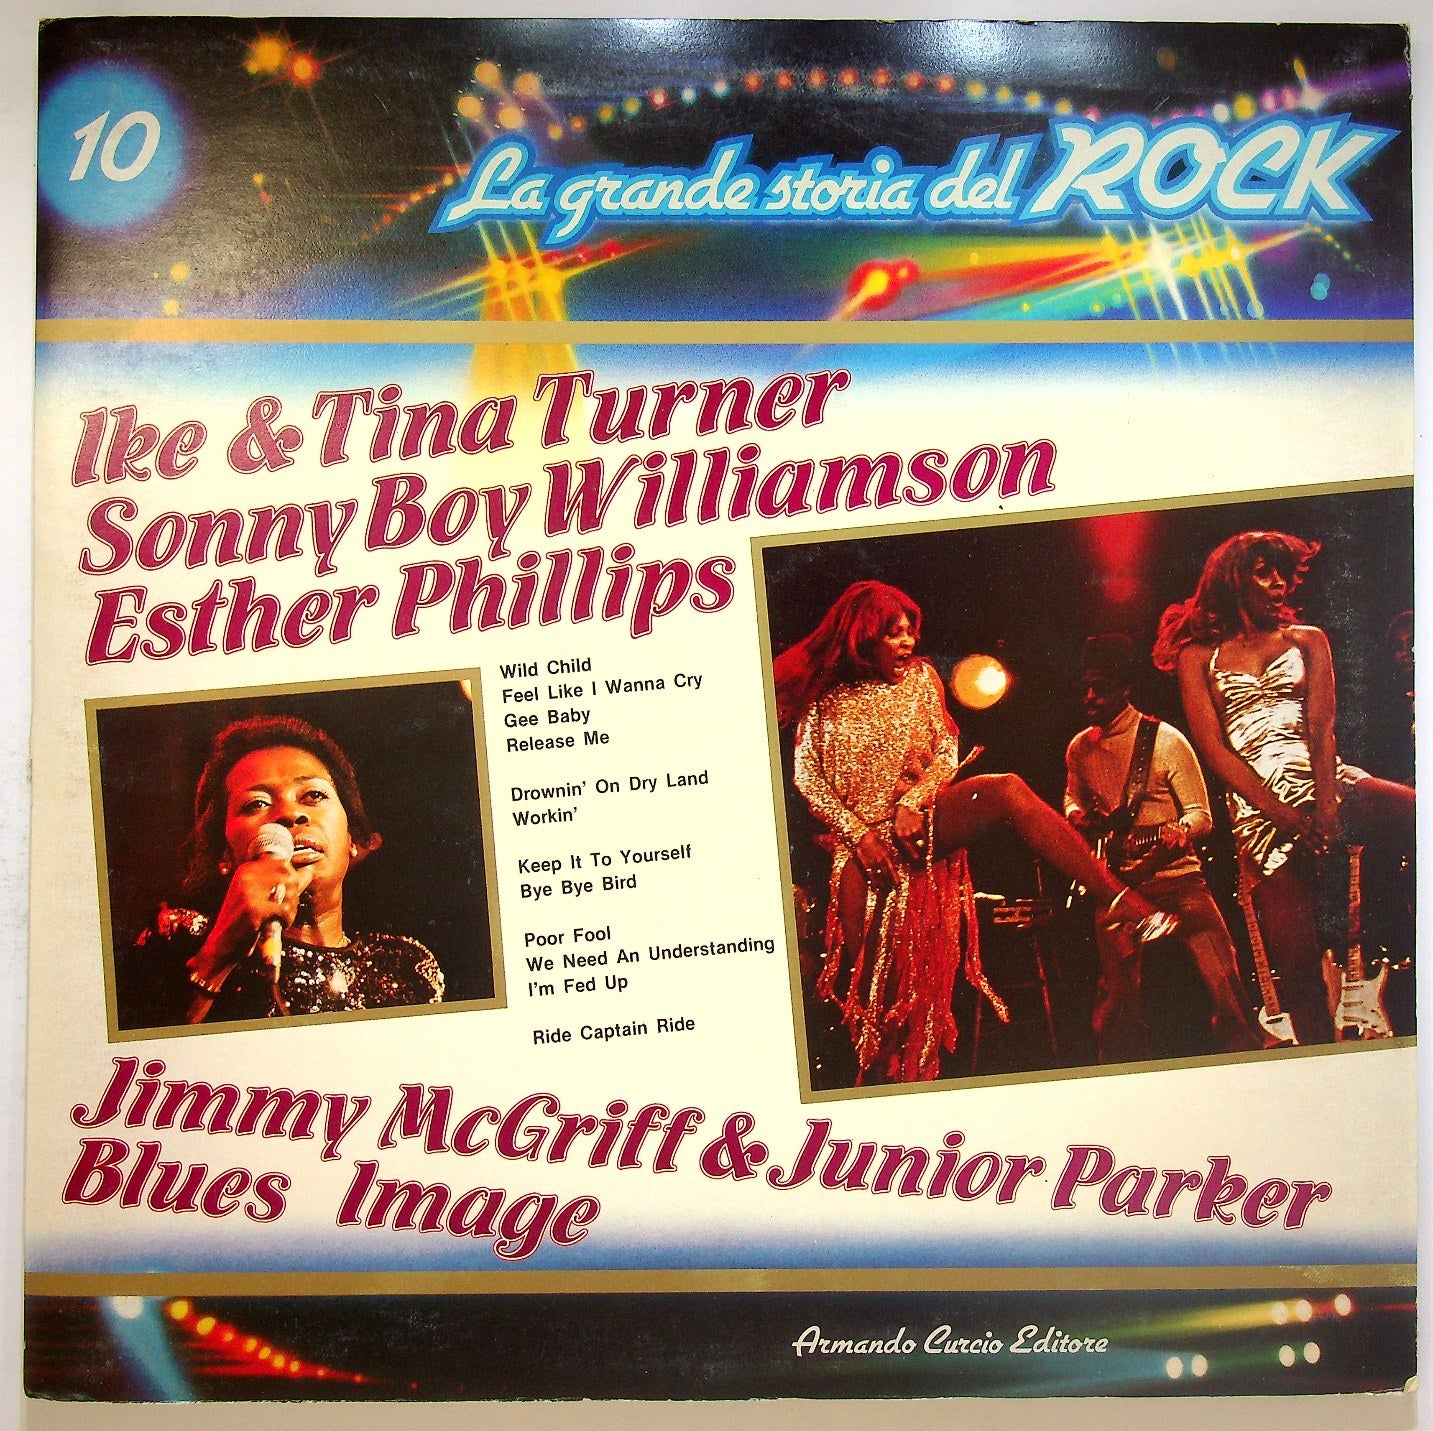 10
La grande storia del ROCK
Ike & Tina Turner
Sonny Boy Williamson
Esther Phillips
Wild Child
Feel Like I Wanna Cry
Gee Baby
Release Me
Drownin' On Dry Land
Workin'
Keep It To Yourself
Bye Bye Bird
Poor Fool
We Need An Understanding
I'm Fed Up
Ride Captain Ride
Jimmy McGriff & Junior Parker
Blues Image
Armando Curcio Editore